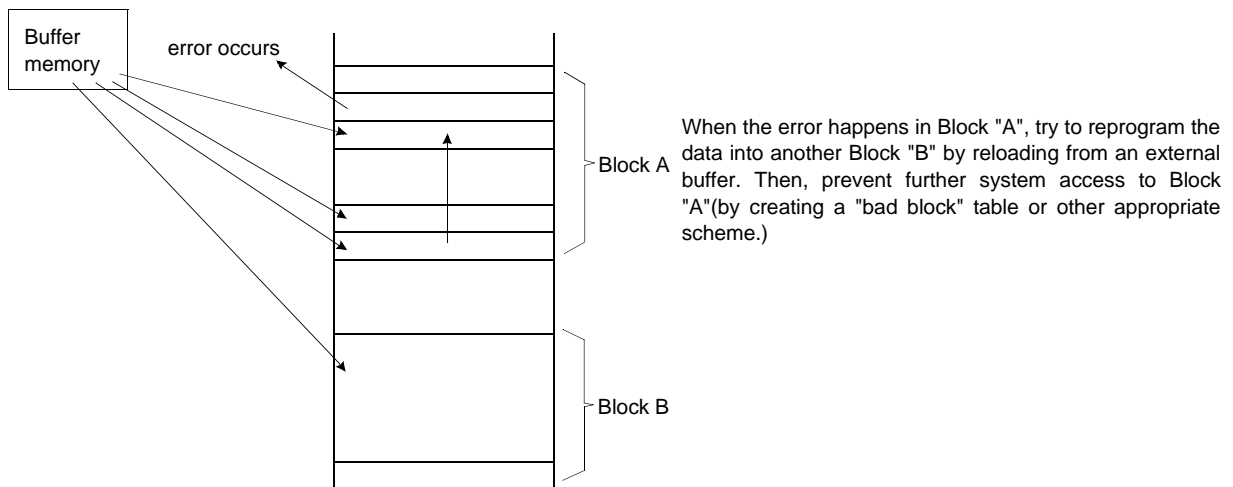 Buffer
memory
error occurs
Block A
When the error happens in Block "A", try to reprogram the
data into another Block "B" by reloading from an external
buffer. Then, prevent further system access to Block
"A"(by creating a "bad block" table or other appropriate
scheme.)
Block B